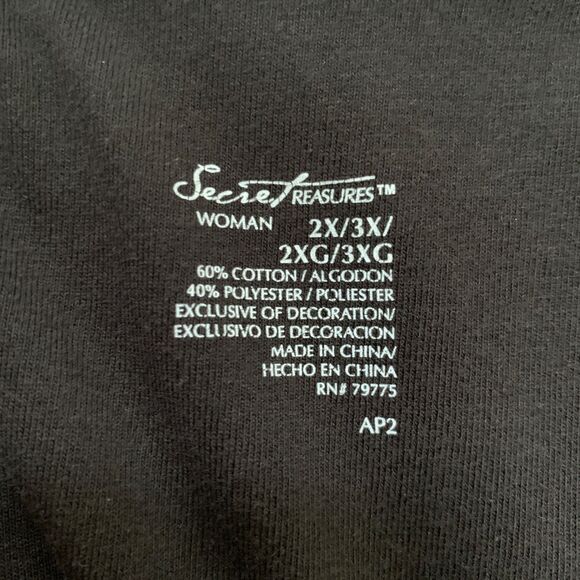 Secret TREASURES™
WOMAN 2X/3X/
2XG/3XG
60% COTTON / ALGODON
40% POLYESTER / POLIESTER
EXCLUSIVE OF DECORATION/
EXCLUSIVO DE DECORACION
MADE IN CHINA/
HECHO EN CHINA
RN# 79775
AP2